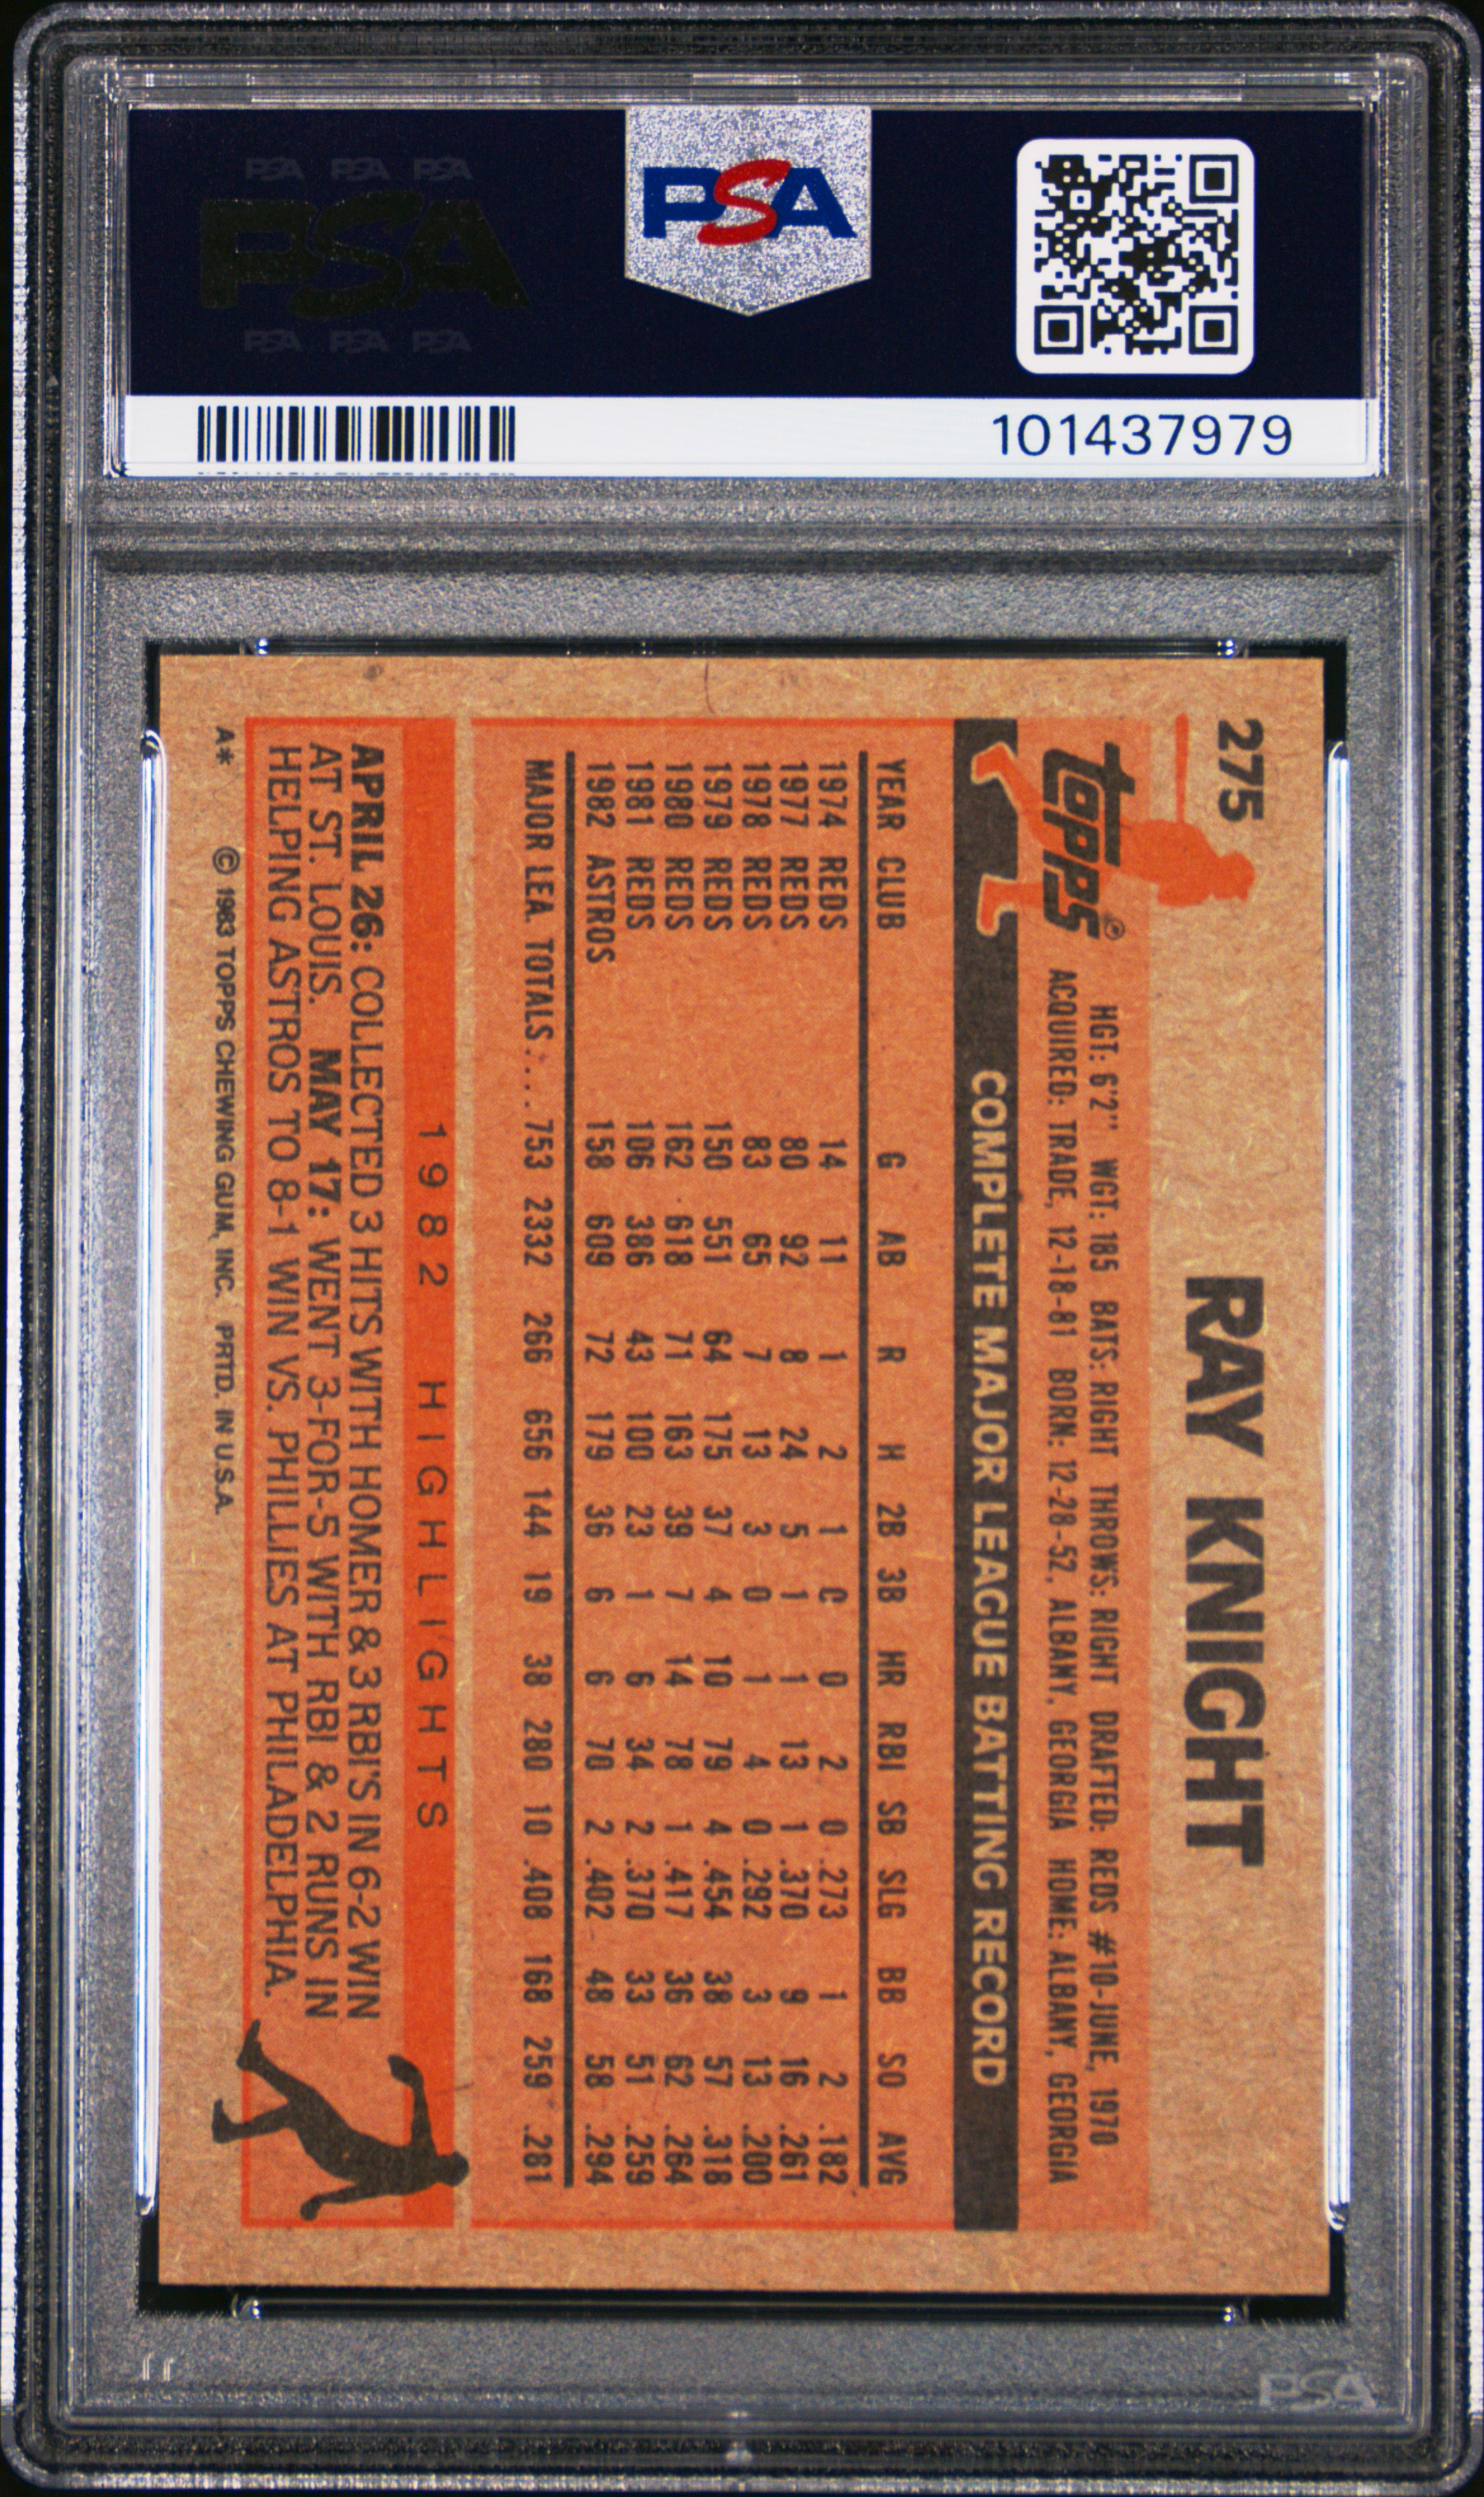 PSA PSA PSA
PSA
PSA PSA PSA
PSA
101437979
275
RAY KNIGHT
topps®
HGT: 6'2" WGT: 185 BATS: RIGHT THROWS: RIGHT DRAFTED: REDS #10-JUNE, 1970
ACQUIRED: TRADE, 12-18-81 BORN: 12-28-52, ALBANY, GEORGIA HOME: ALBANY, GEORGIA
COMPLETE MAJOR LEAGUE BATTING RECORD
YEAR CLUB G AB R H 2B 3B HR RBI SB SLG BB SO AVG
1974 REDS 14 11 1 2 1 0 0 2 0 .273 1 2 .182
1977 REDS 80 92 8 24 5 1 1 13 1 .370 9 16 .261
1978 REDS 83 65 7 13 3 0 1 4 0 .292 3 13 .200
1979 REDS 150 551 64 175 37 4 10 79 4 .454 38 57 .318
1980 REDS 162 618 71 163 39 7 14 78 1 .417 36 62 .264
1981 REDS 106 386 43 100 23 1 6 34 2 .370 33 51 .259
1982 ASTROS 158 609 72 179 36 6 6 70 2 .402 48 58 .294
MAJOR LEA. TOTALS.... 753 2332 266 656 144 19 38 280 10 .408 168 259 .281
1982 HIGHLIGHTS
APRIL 26: COLLECTED 3 HITS WITH HOMER & 3 RBI'S IN 6-2 WIN
AT ST. LOUIS. MAY 17: WENT 3-FOR-5 WITH RBI & 2 RUNS IN
HELPING ASTROS TO 8-1 WIN VS. PHILLIES AT PHILADELPHIA.
A* © 1983 TOPPS CHEWING GUM, INC. PRTD. IN U.S.A.
PSA